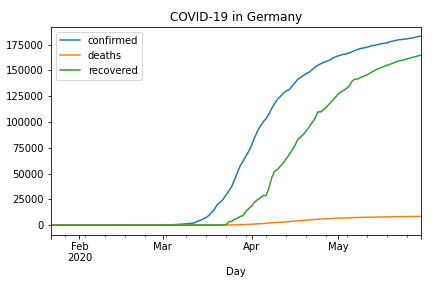 COVID-19 in Germany
confirmed
deaths
recovered
175000
150000
125000
100000
75000
50000
25000
0
Feb Mar Apr May
2020
Day